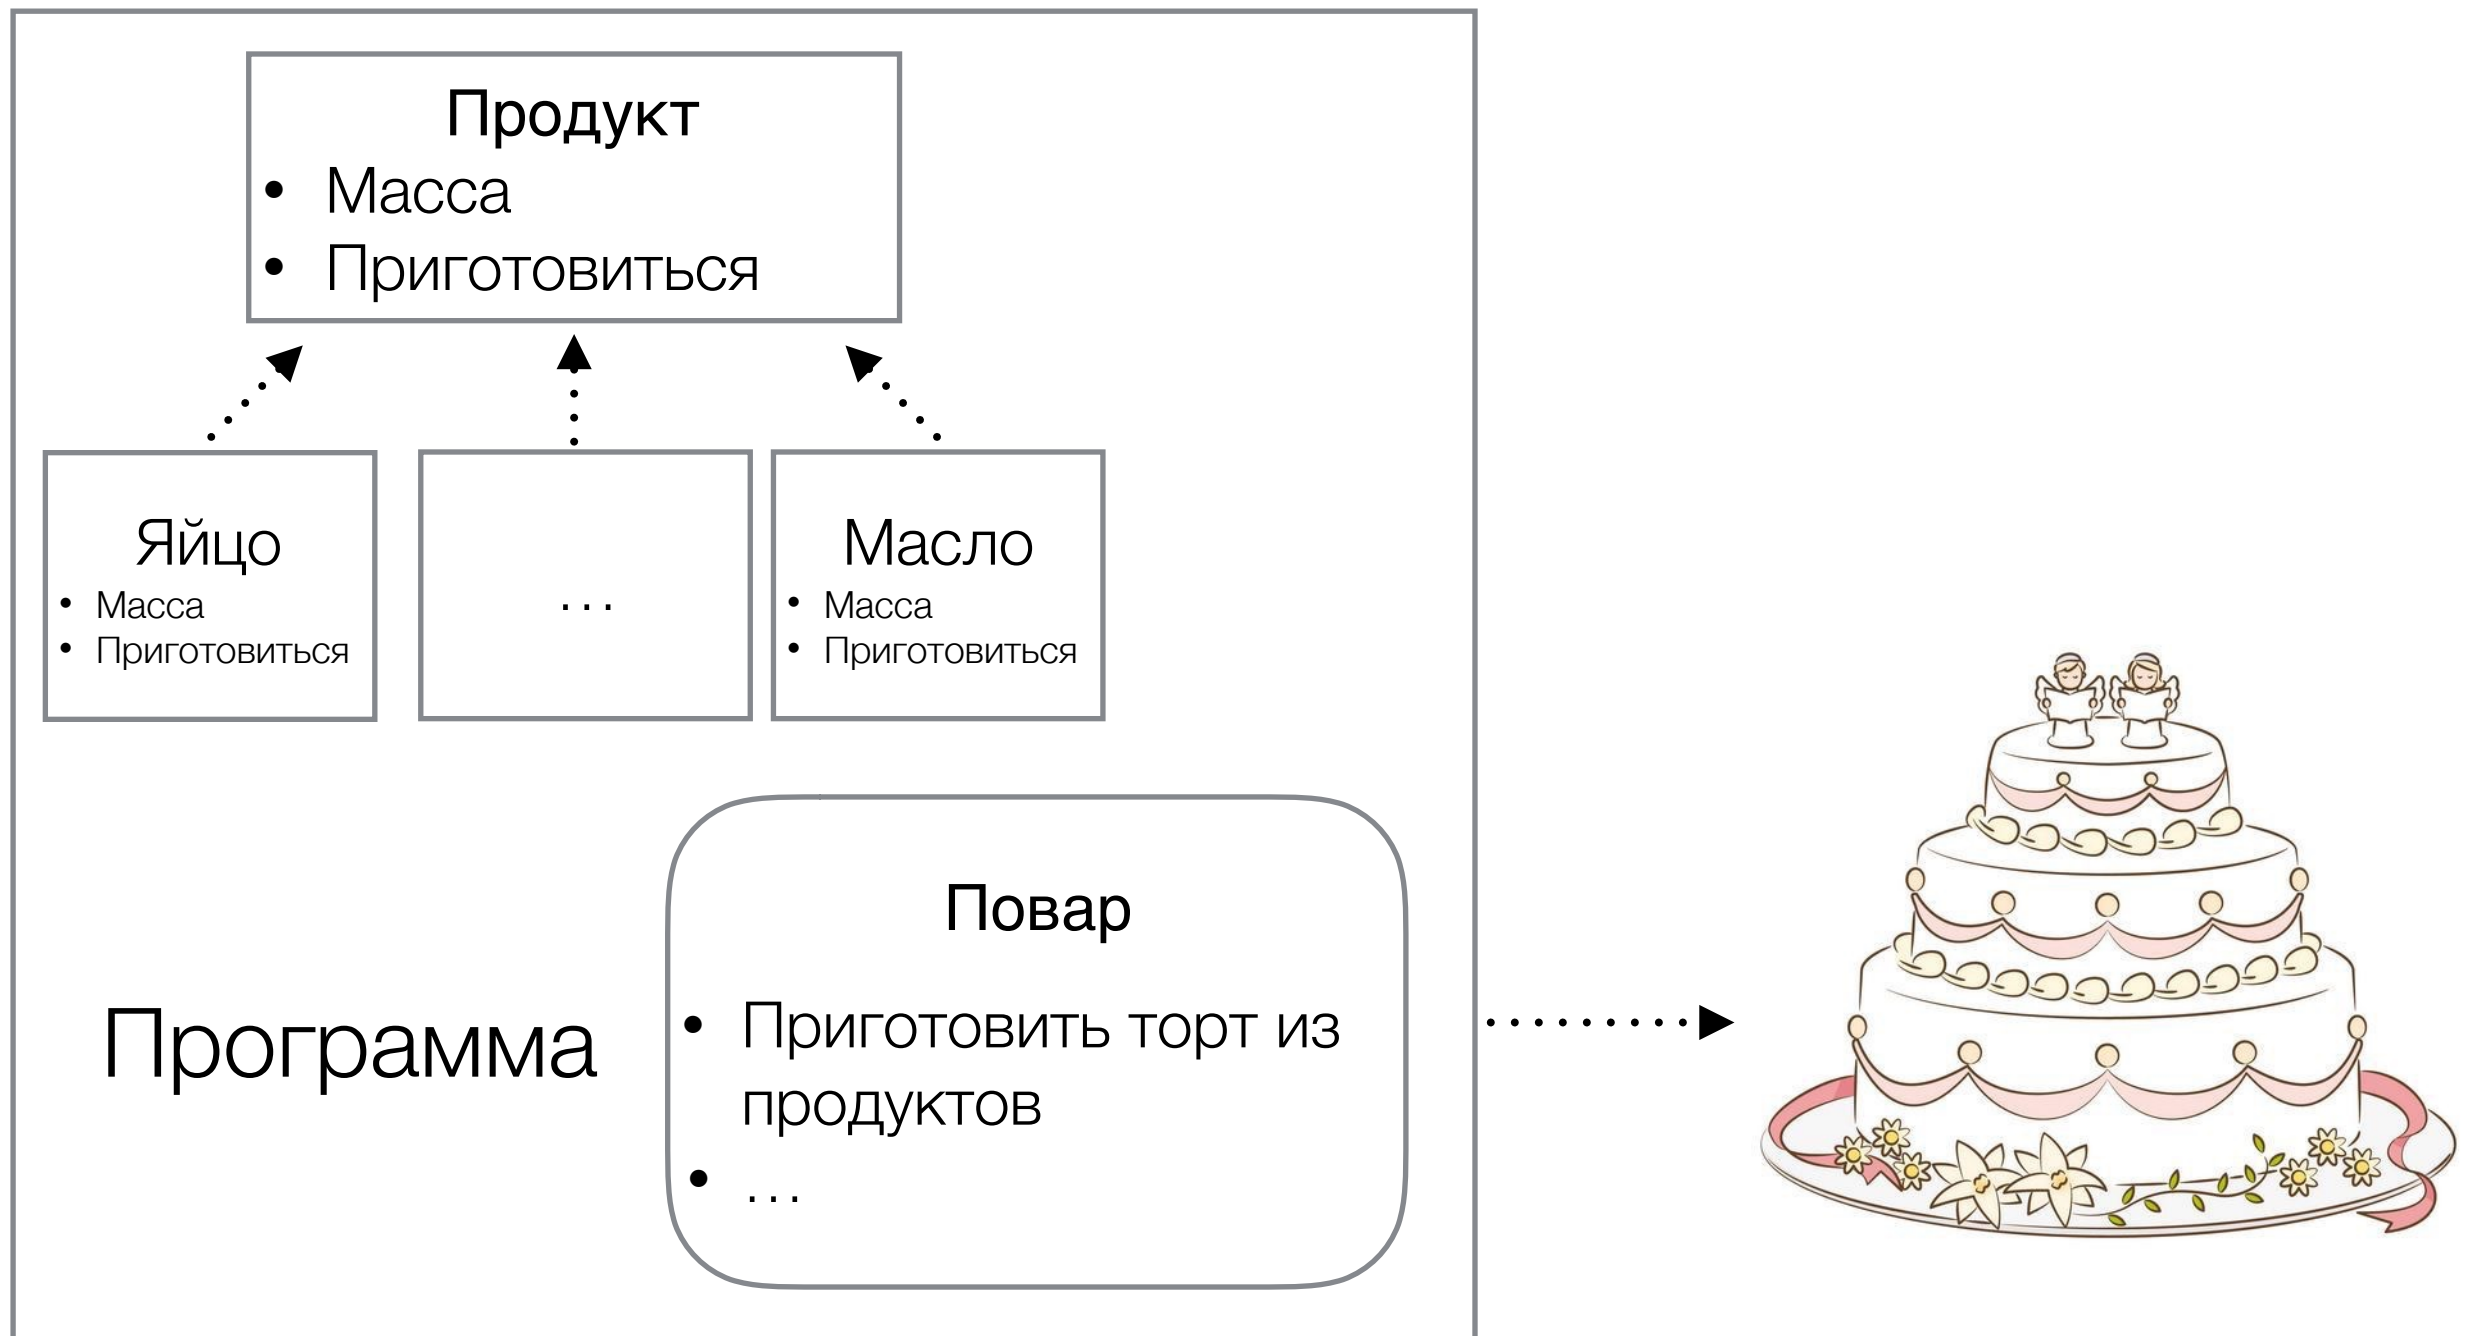 Продукт
• Масса
• Приготовиться
Яйцо
• Масса
• Приготовиться
...
Масло
• Масса
• Приготовиться
Программа
Повар
• Приготовить торт из
продуктов
• ...